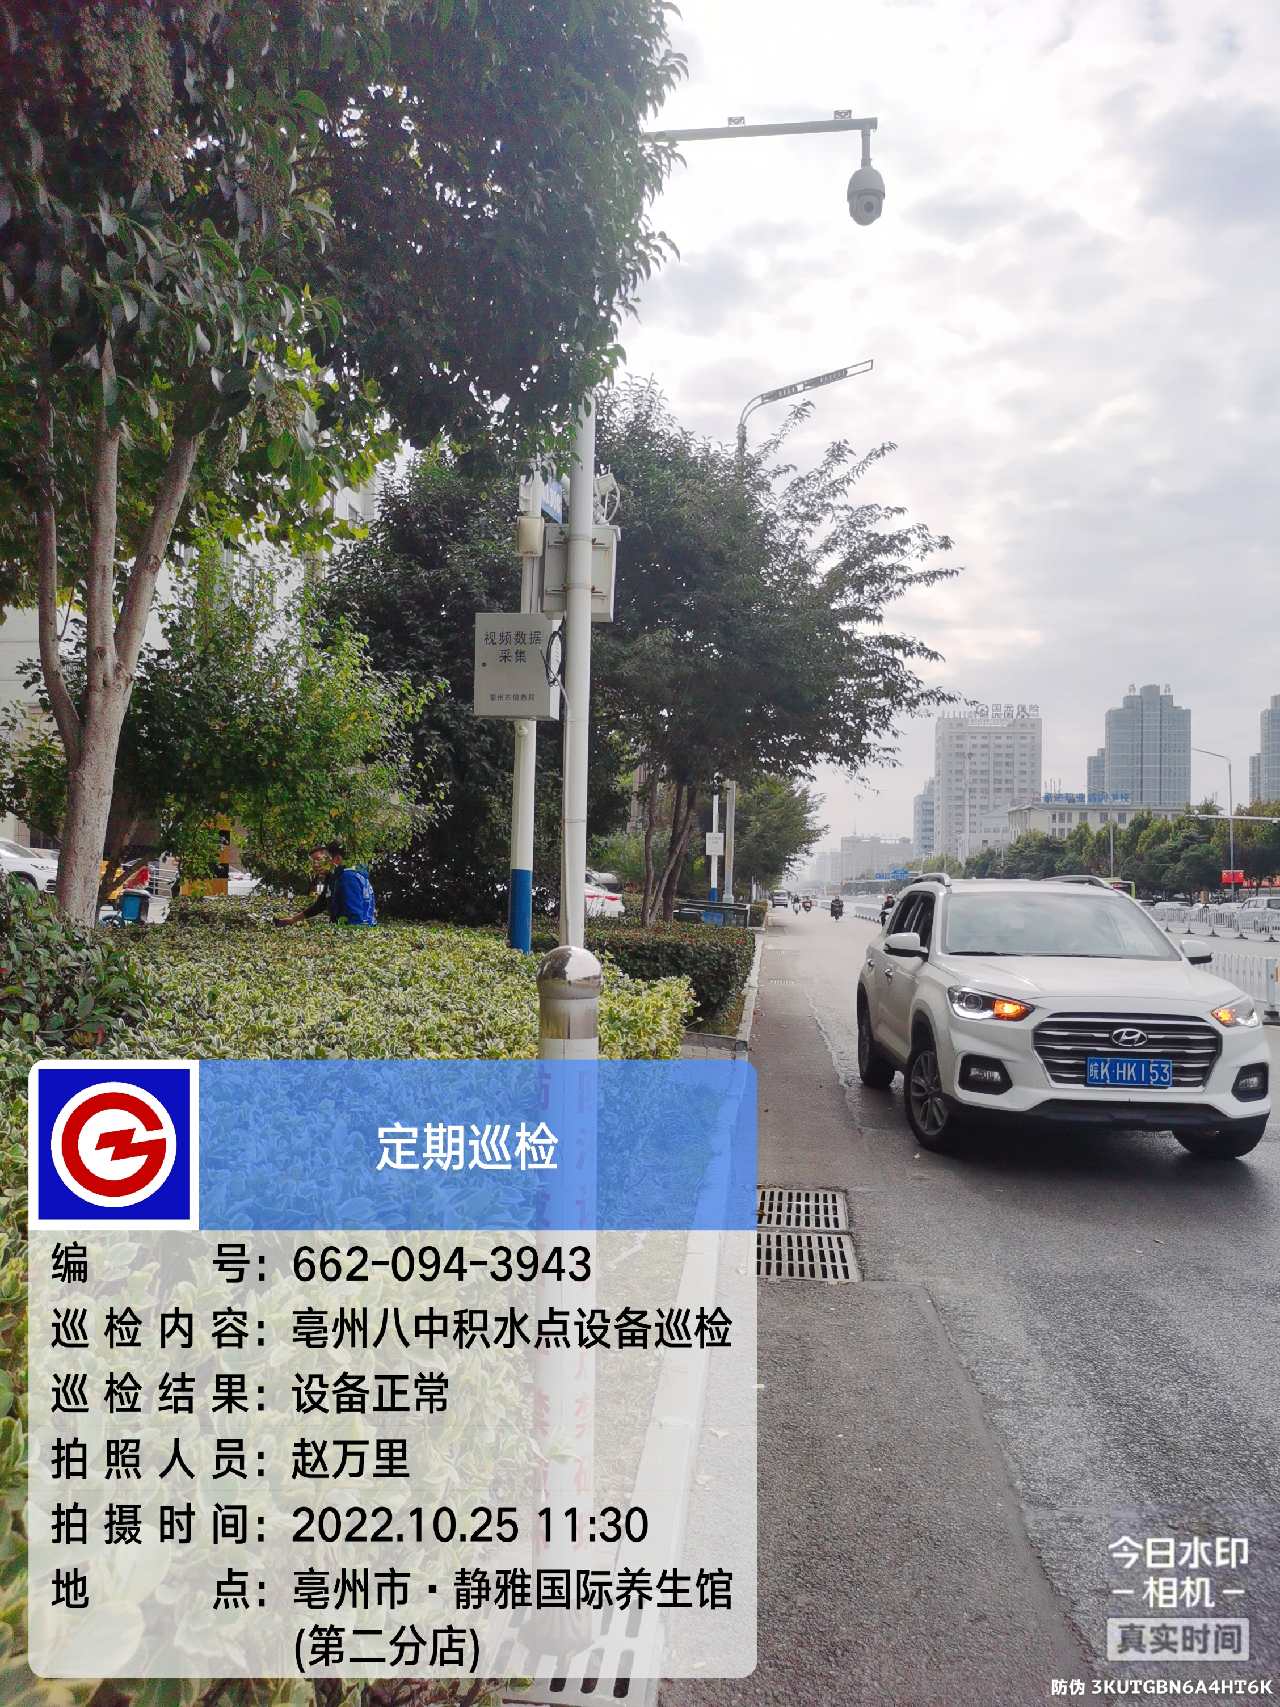 视频数据
采集
国元保险
皖K·HK153
定期巡检
编号：662-094-3943
巡检内容：亳州八中积水点设备巡检
巡检结果：设备正常
拍照人员：赵万里
拍摄时间：2022.10.25 11:30
地点：亳州市·静雅国际养生馆
(第二分店)
今日水印
-相机-
真实时间
防伪 3KUTGBN6A4HT6K